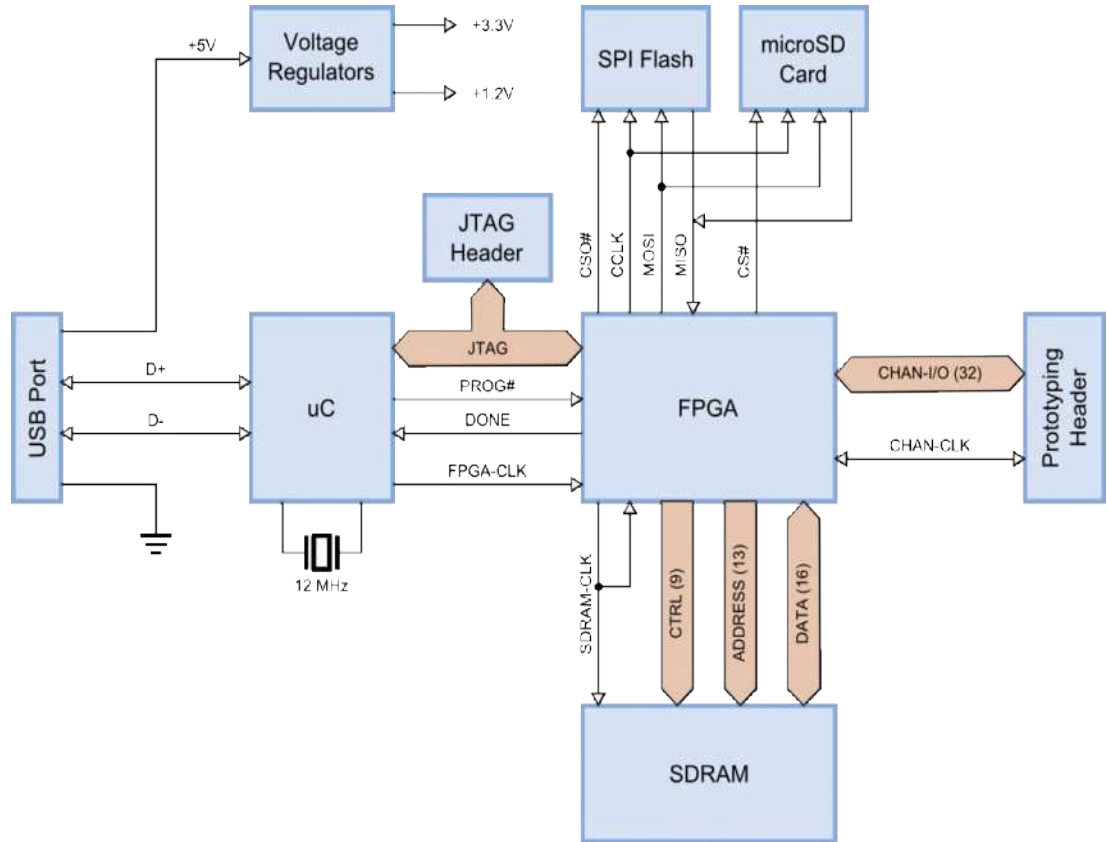 +5V
Voltage
Regulators
+3.3V
+1.2V
SPI Flash
microSD
Card
JTAG
Header
CSO#
CCLK
MOSI
MISO
CS#
USB Port
D+
D-
uC
12 MHz
JTAG
PROG#
DONE
FPGA-CLK
FPGA
CHAN-I/O (32)
CHAN-CLK
Prototyping
Header
SDRAM-CLK
CTRL (9)
ADDRESS (13)
DATA (16)
SDRAM